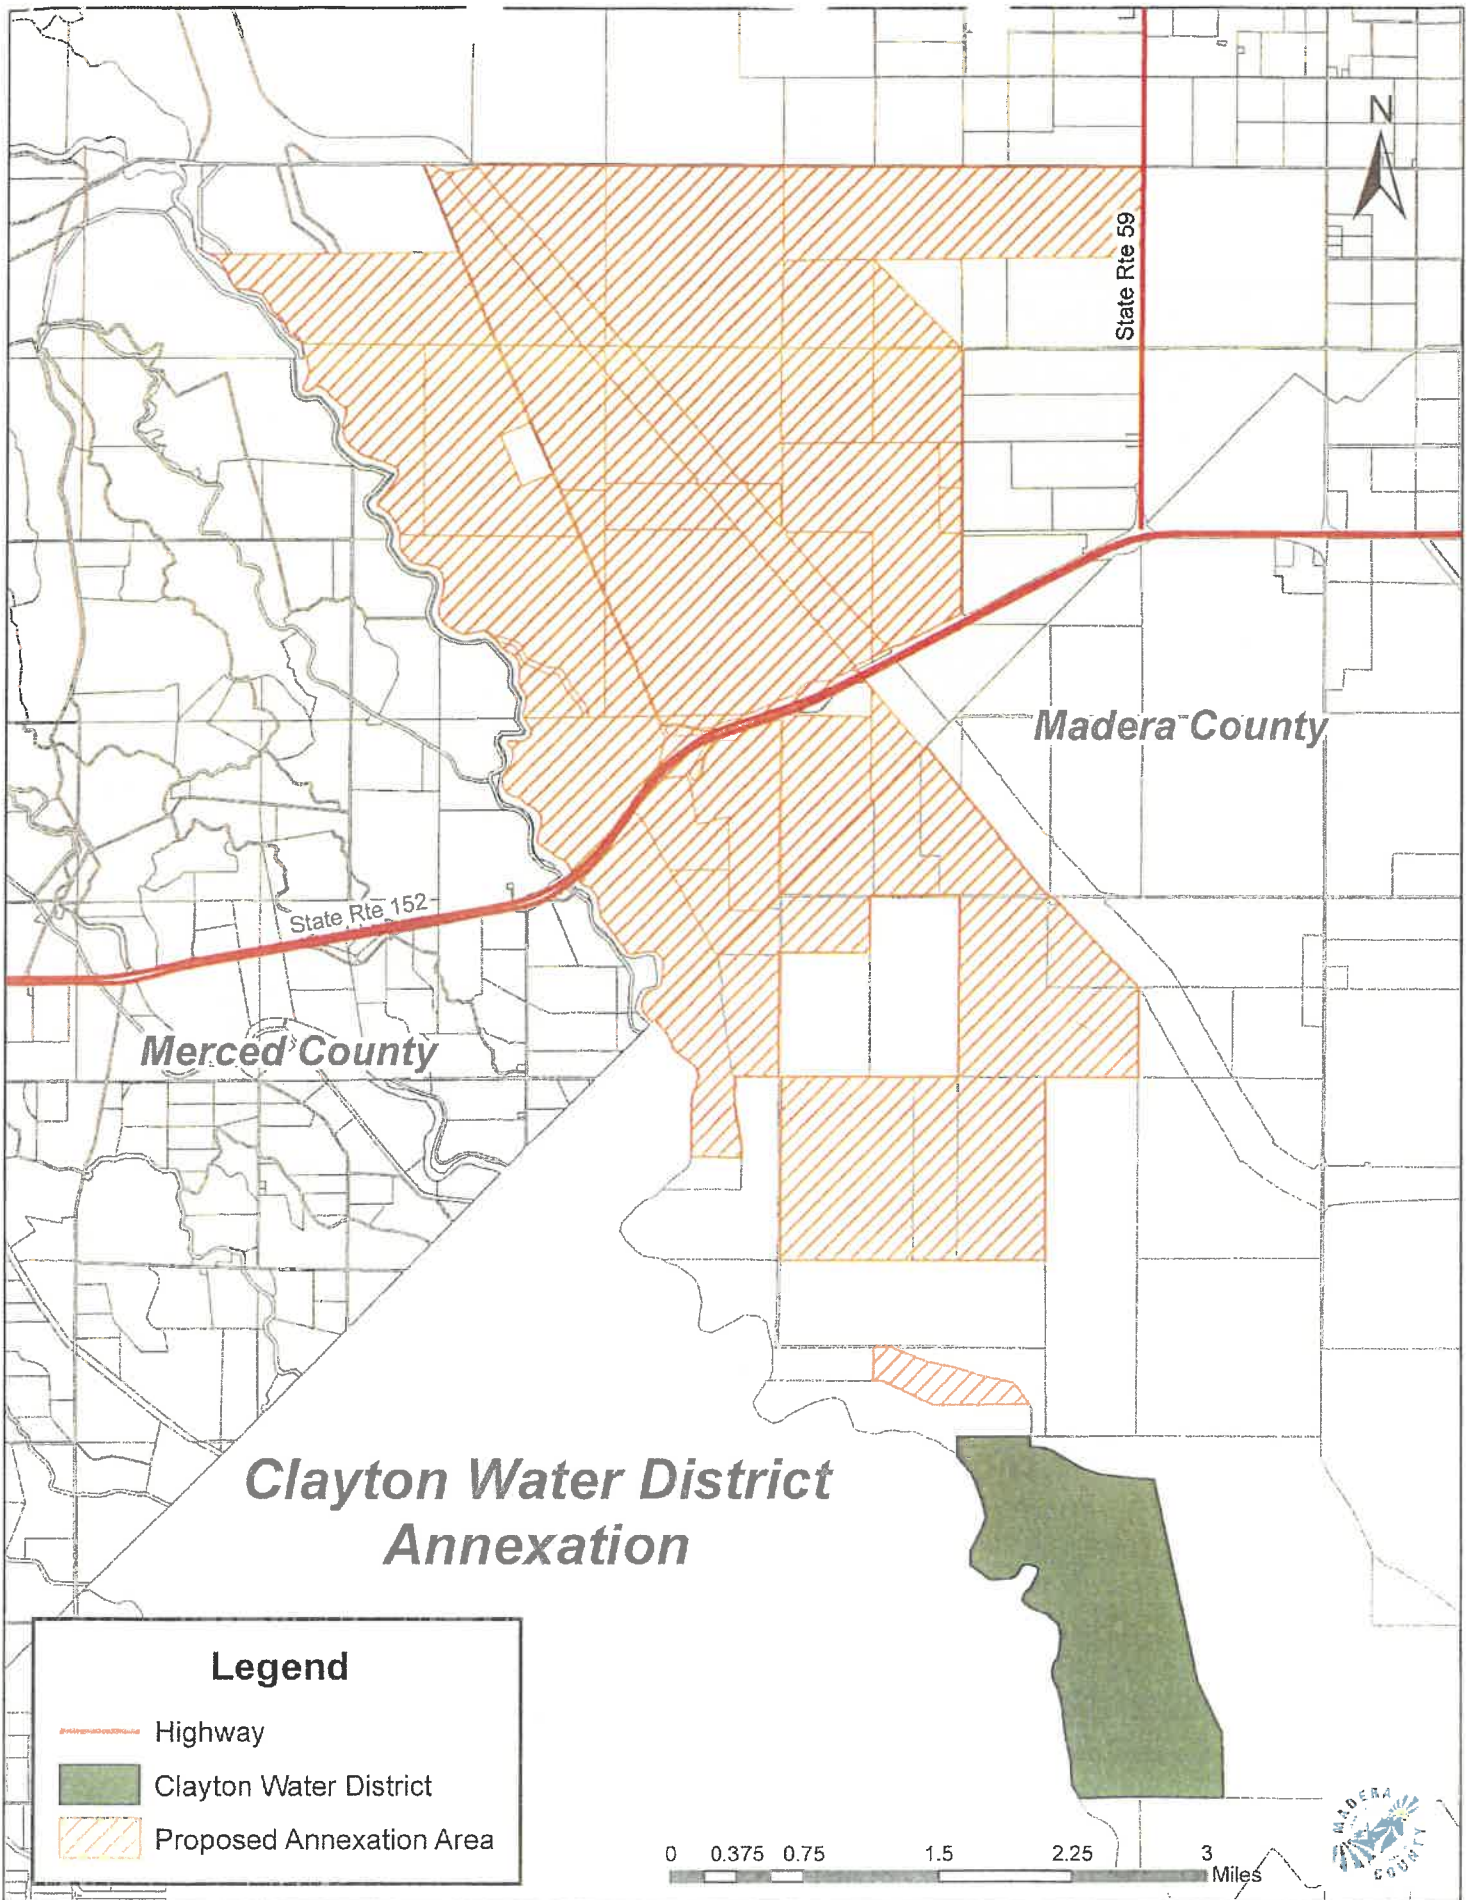 N
State Rte 59
Madera County
State Rte 152
Merced County
Clayton Water District
Annexation
Legend
Highway
Clayton Water District
Proposed Annexation Area
0 0.375 0.75 1.5 2.25 3
Miles
MADERA
COUNTY